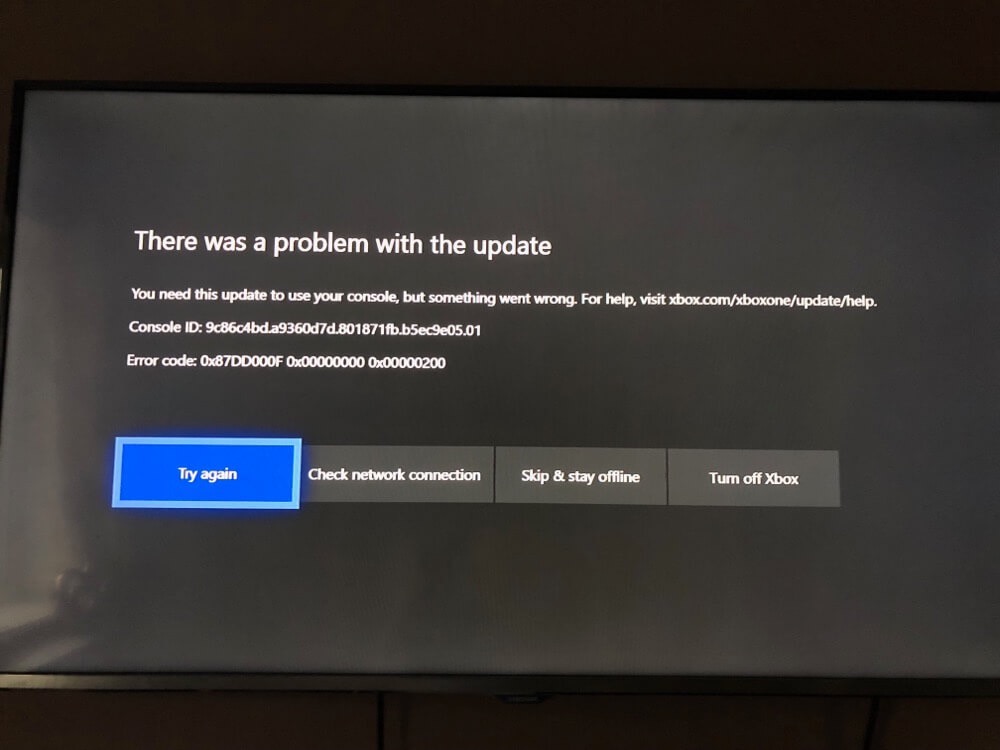 There was a problem with the update
You need this update to use your console, but something went wrong. For help, visit xbox.com/xboxone/update/help.
Console ID: 9c86c4bd.a9360d7d.801871fb.b5ec9e05.01
Error code: 0x87DD000F 0x00000000 0x00000200
Try again
Check network connection
Skip & stay offline
Turn off Xbox